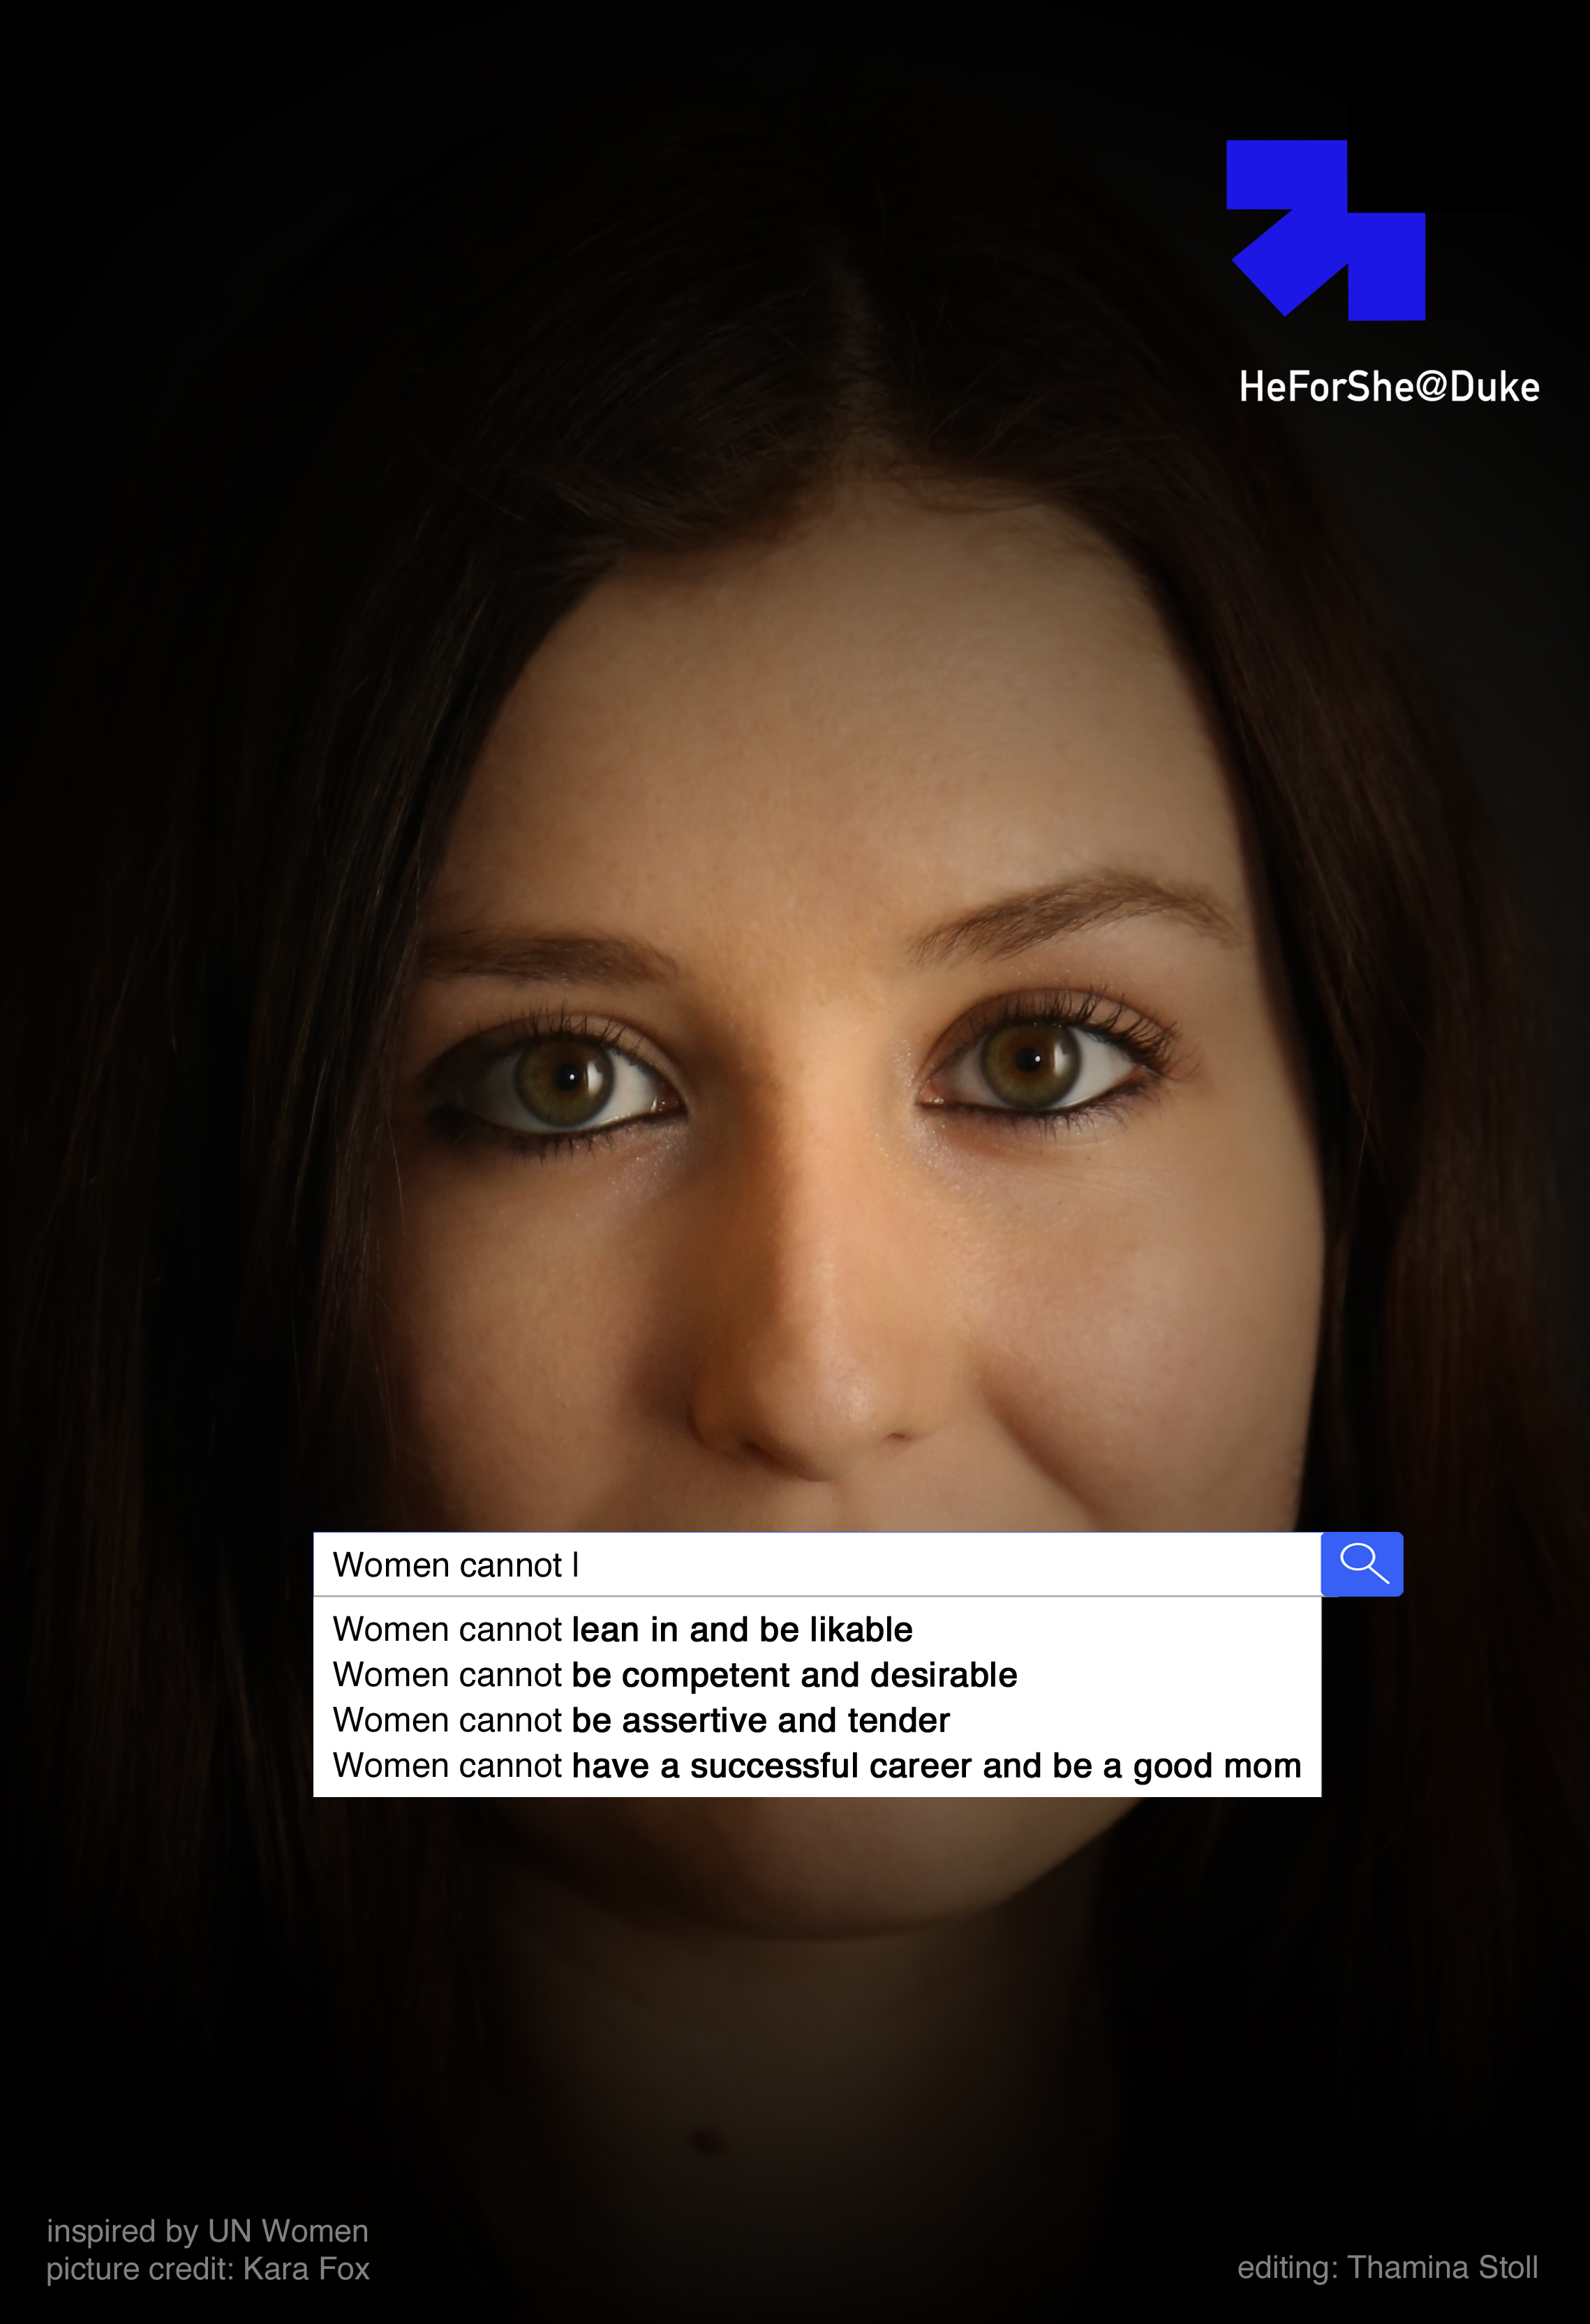 HeForShe@Duke
Women cannot l
Women cannot lean in and be likable
Women cannot be competent and desirable
Women cannot be assertive and tender
Women cannot have a successful career and be a good mom
inspired by UN Women
picture credit: Kara Fox
editing: Thamina Stoll